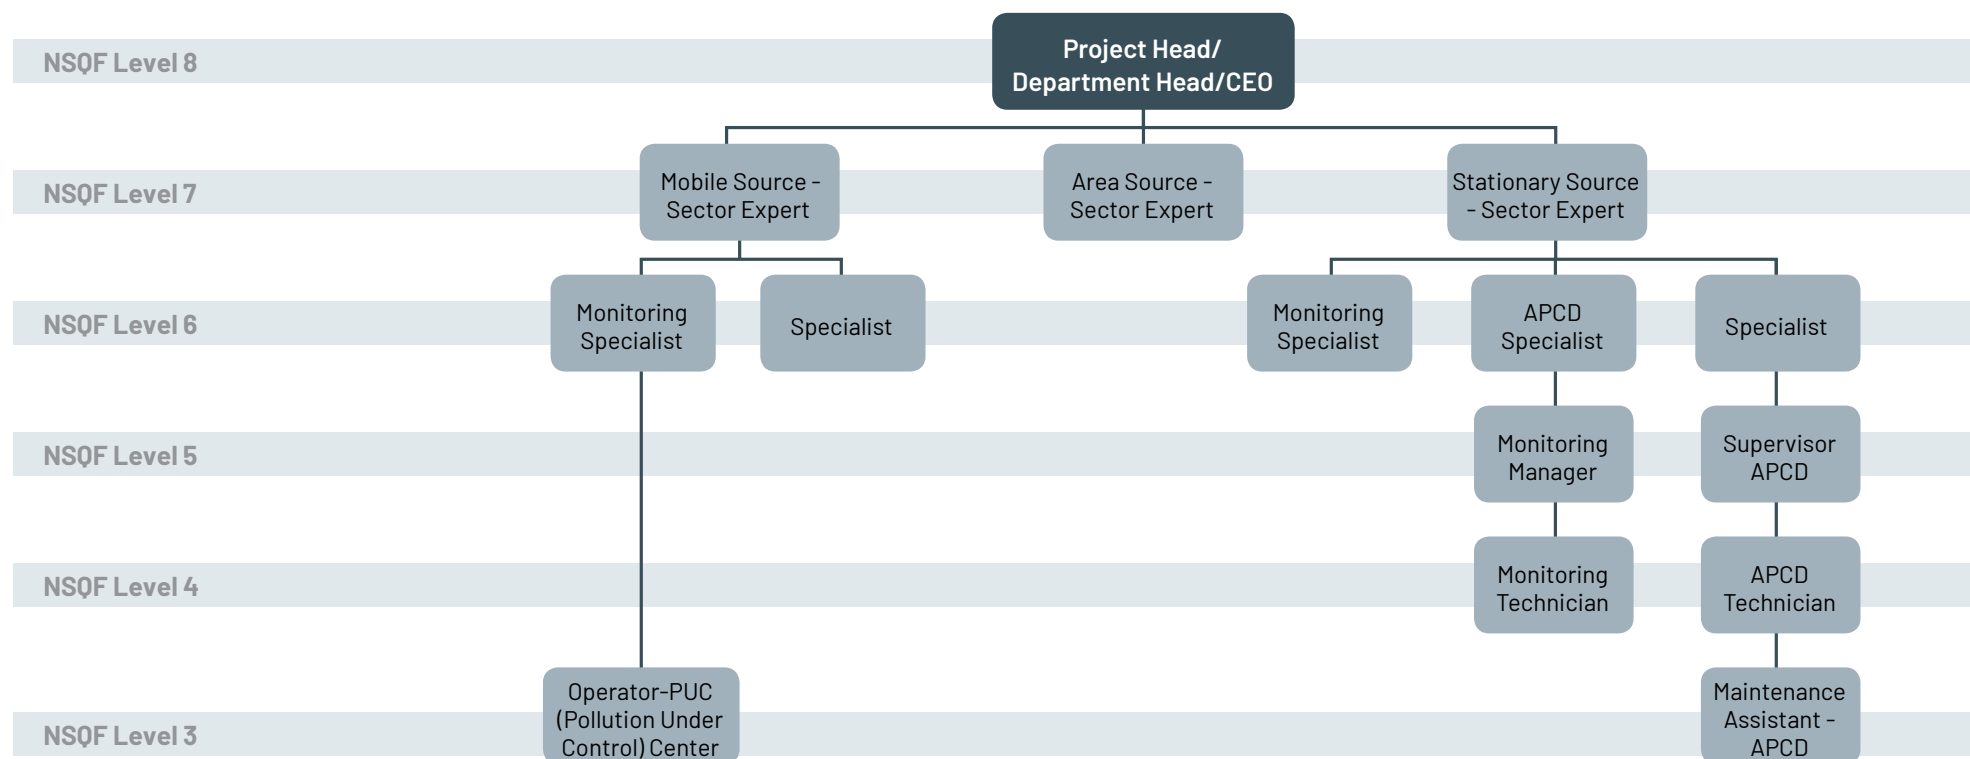 NSQF Level 8
Project Head/
Department Head/CEO
NSQF Level 7
Mobile Source -
Sector Expert
Area Source -
Sector Expert
Stationary Source
- Sector Expert
NSQF Level 6
Monitoring
Specialist
Specialist
Monitoring
Specialist
APCD
Specialist
Specialist
NSQF Level 5
Monitoring
Manager
Supervisor
APCD
NSQF Level 4
Monitoring
Technician
APCD
Technician
NSQF Level 3
Operator-PUC
(Pollution Under
Control) Center
Maintenance
Assistant -
APCD